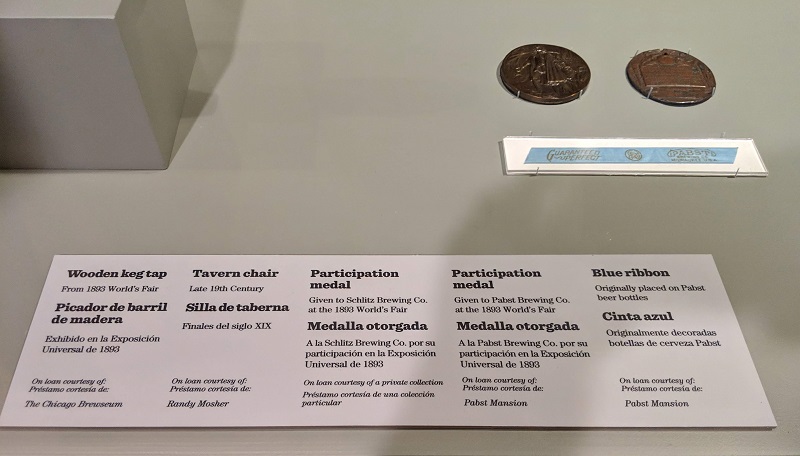 GUARANTEED
PERFECT
PABST
Wooden keg tap
From 1893 World's Fair
Picador de barril
de madera
Exhibido en la Exposición
Universal de 1893
On loan courtesy of:
Préstamo cortesía de:
The Chicago Brewseum
Tavern chair
Late 19th Century
Silla de taberna
Finales del siglo XIX
On loan courtesy of:
Préstamo cortesía de:
Randy Mosher
Participation
medal
Given to Schlitz Brewing Co.
at the 1893 World's Fair
Medalla otorgada
A la Schlitz Brewing Co. por su
participación en la Exposición
Universal de 1893
On loan courtesy of a private collection
Préstamo cortesía de una colección
particular
Participation
medal
Given to Pabst Brewing Co.
at the 1893 World's Fair
Medalla otorgada
A la Pabst Brewing Co. por su
participación en la Exposición
Universal de 1893
On loan courtesy of:
Préstamo cortesía de:
Pabst Mansion
Blue ribbon
Originally placed on Pabst
beer bottles
Cinta azul
Originalmente decoradas
botellas de cerveza Pabst
On loan courtesy of:
Préstamo cortesía de:
Pabst Mansion